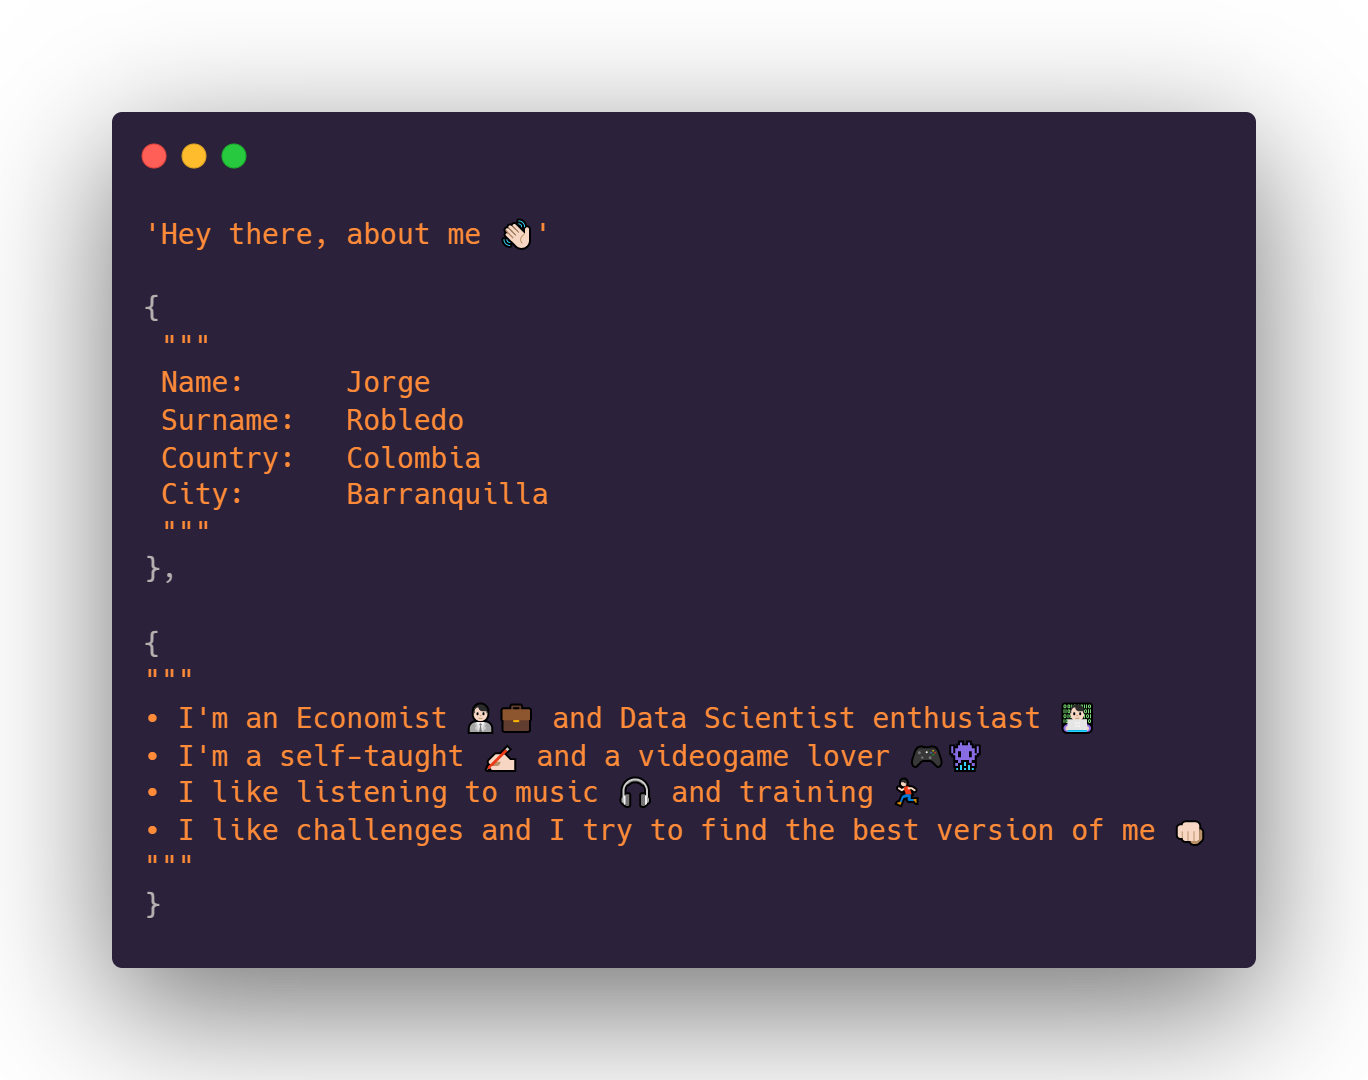 'Hey there, about me 👋🏻'
{
"""
Name: Jorge
Surname: Robledo
Country: Colombia
City: Barranquilla
"""
},
{
"""
• I'm an Economist 👨🏻‍💼💼 and Data Scientist enthusiast 👨🏻‍💻
• I'm a self-taught ✍🏻 and a videogame lover 🎮👾
• I like listening to music 🎧 and training 🏃🏻
• I like challenges and I try to find the best version of me 👊🏻
"""
}